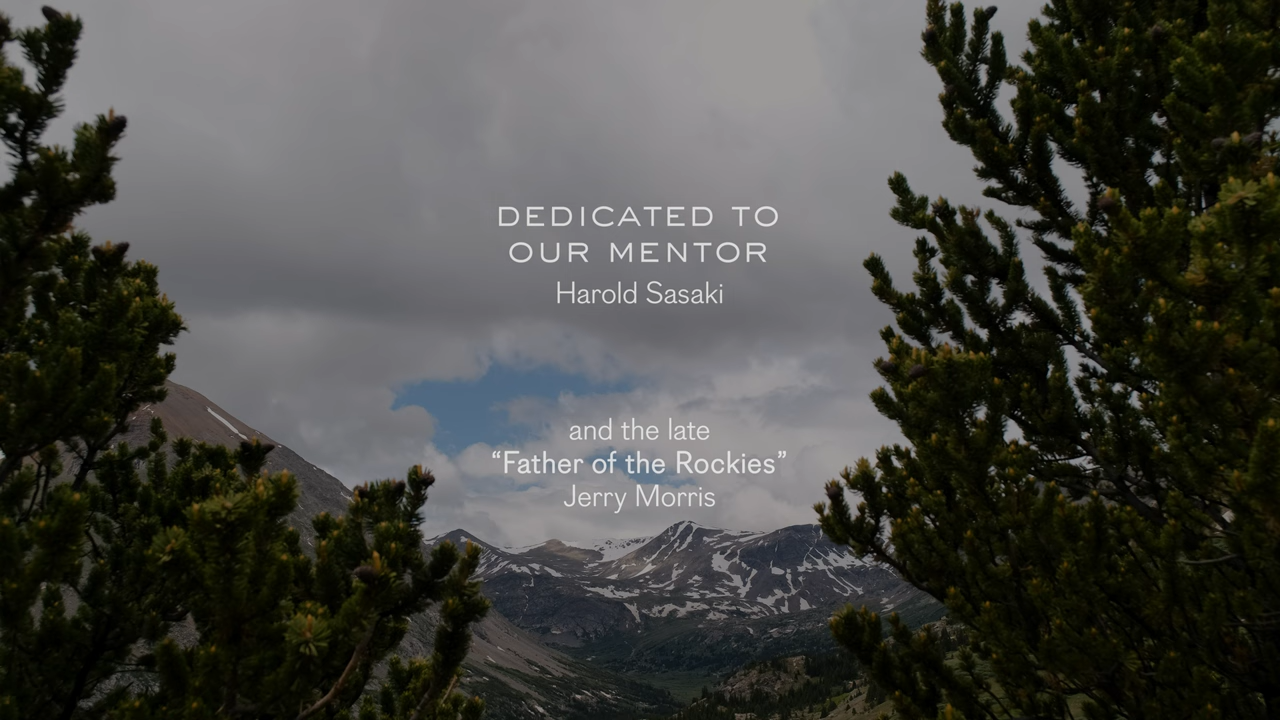 DEDICATED TO
OUR MENTOR
Harold Sasaki
and the late
“Father of the Rockies”
Jerry Morris